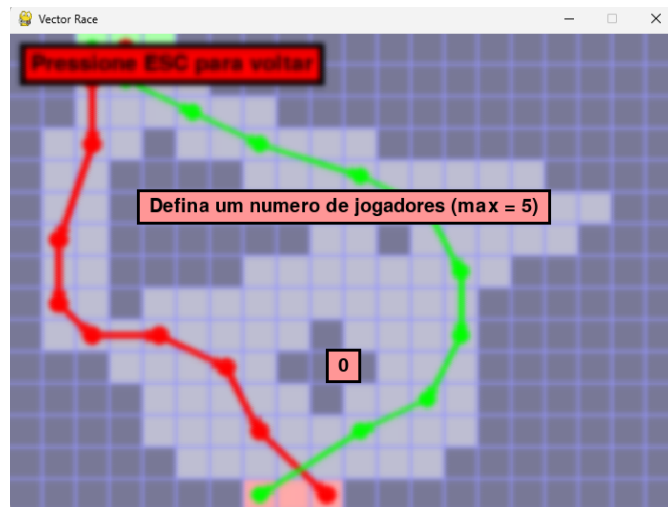 Vector Race
Pressione ESC para voltar
Defina um numero de jogadores (max = 5)
0